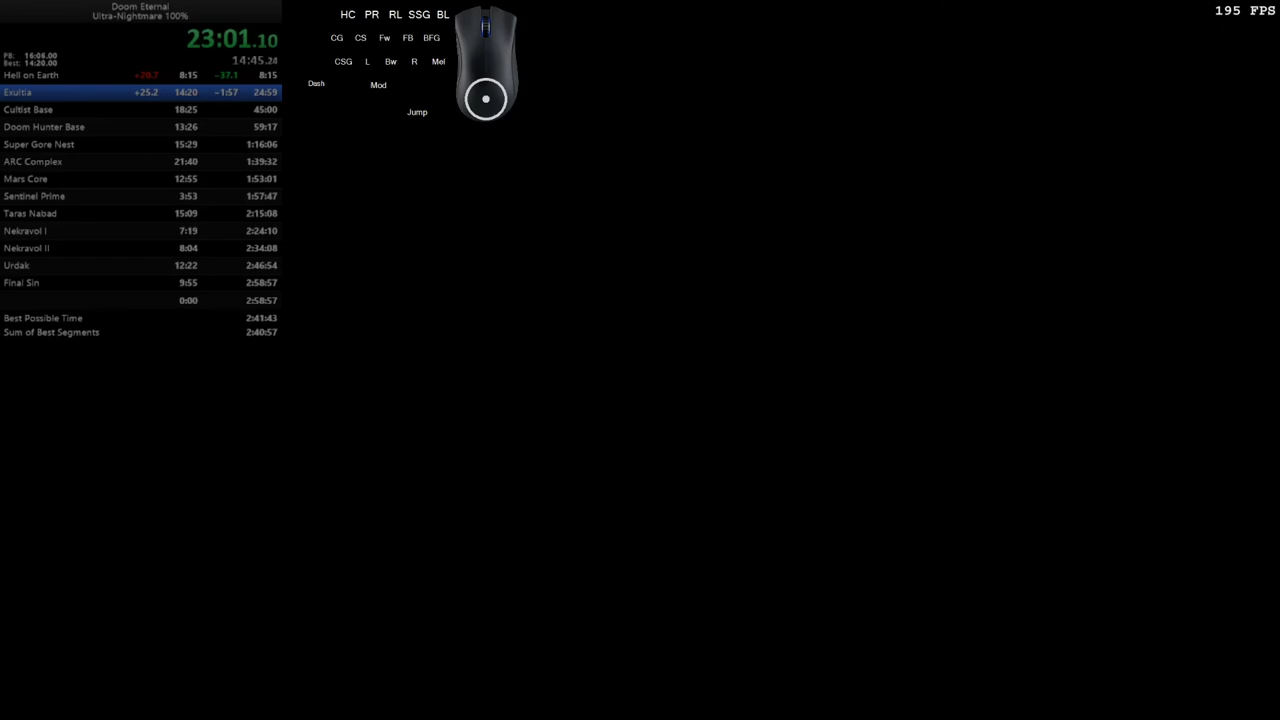 Doom Eternal
Ultra-Nightmare 100%
23:01.10
PB: 16:08.00
Best: 14:20.00
14:45.24
Hell on Earth +20.7 8:15 -37.1 8:15
Exultia +25.2 14:20 -1:57 24:59
Cultist Base 18:25 45:00
Doom Hunter Base 13:26 59:17
Super Gore Nest 15:29 1:16:06
ARC Complex 21:40 1:39:32
Mars Core 12:55 1:53:01
Sentinel Prime 3:53 1:57:47
Taras Nabad 15:09 2:15:08
Nekravol I 7:19 2:24:10
Nekravol II 8:04 2:34:08
Urdak 12:22 2:46:54
Final Sin 9:55 2:58:57
0:00 2:58:57
Best Possible Time 2:41:43
Sum of Best Segments 2:40:57
HC PR RL SSG BL
CG CS Fw FB BFG
CSG L Bw R Mel
Dash Mod
Jump
195 FPS